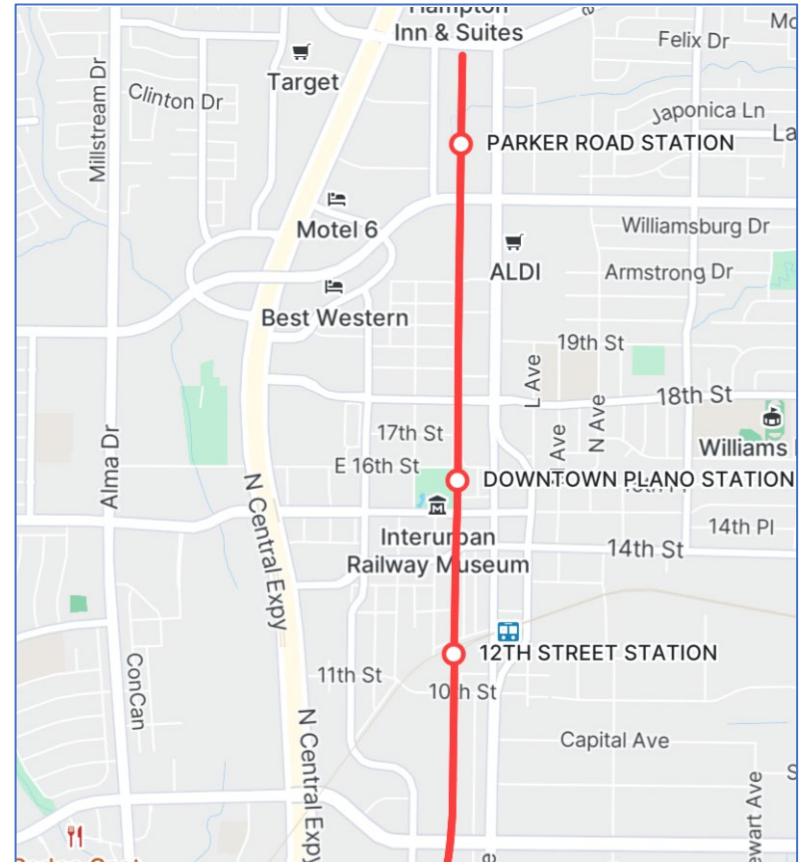 Hampton
Inn & Suites
Felix Dr
Target
Clinton Dr
Millstream Dr
Japonica Ln
PARKER ROAD STATION
Motel 6
Williamsburg Dr
ALDI
Armstrong Dr
Best Western
19th St
L Ave
18th St
N Ave
17th St
Ave
Williams
E 16th St
Alma Dr
DOWNTOWN PLANO STATION
N Central Expy
Interurban
Railway Museum
14th Pl
14th St
12TH STREET STATION
ConCan
11th St
10th St
N Central Expy
Capital Ave